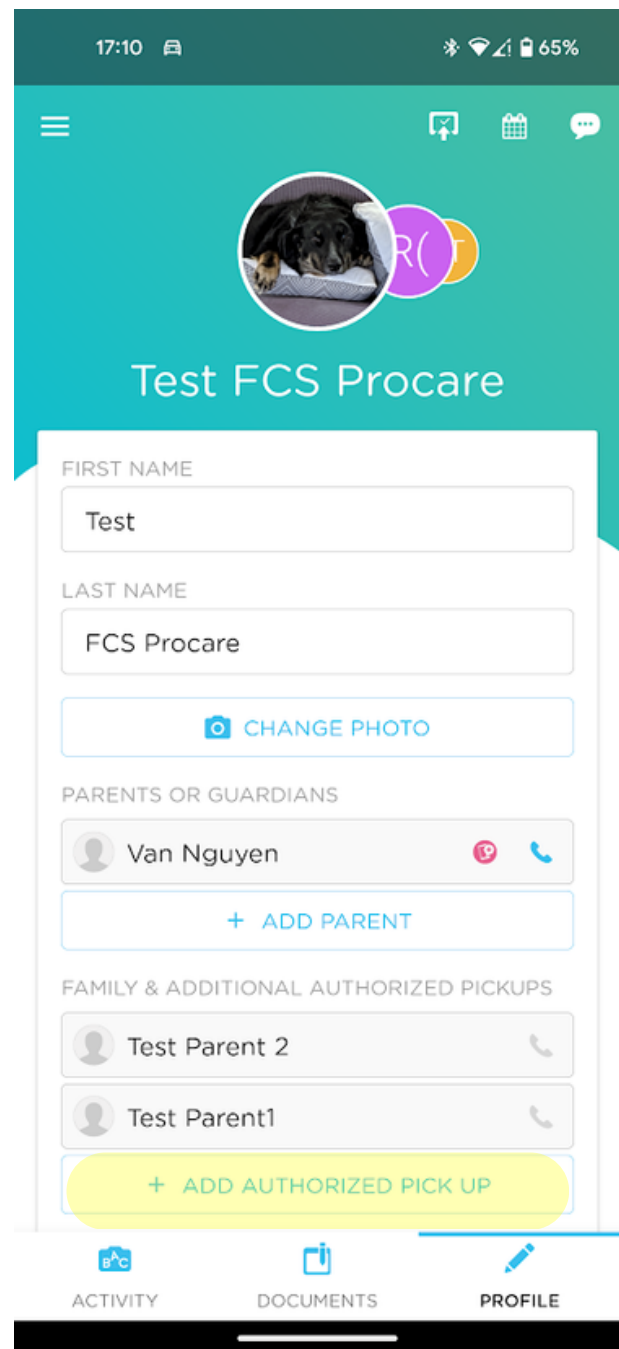 17:10 65%
R( T
Test FCS Procare
FIRST NAME
Test
LAST NAME
FCS Procare
CHANGE PHOTO
PARENTS OR GUARDIANS
Van Nguyen
+ ADD PARENT
FAMILY & ADDITIONAL AUTHORIZED PICKUPS
Test Parent 2
Test Parent1
+ ADD AUTHORIZED PICK UP
ABC
ACTIVITY DOCUMENTS PROFILE